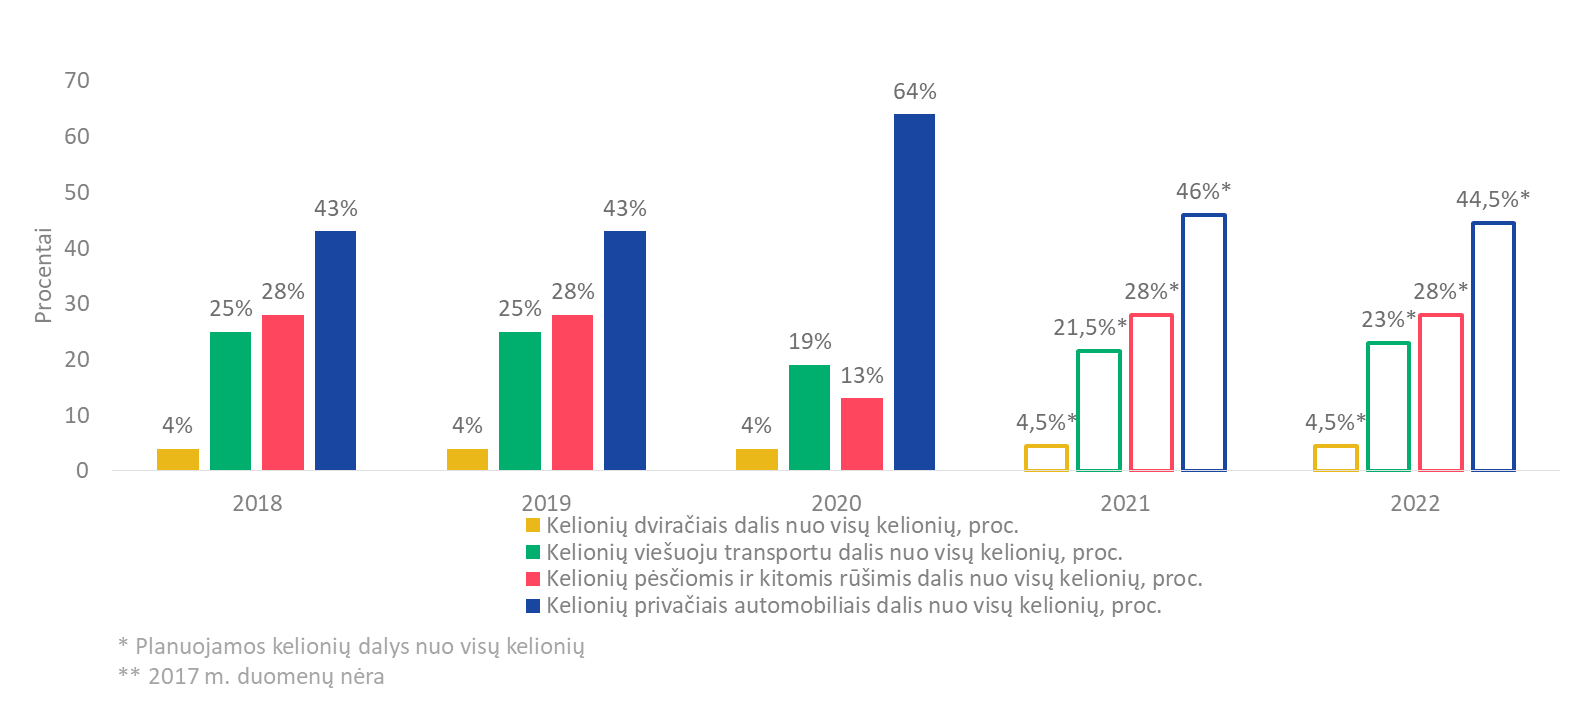 70
60
50
40
30
20
10
0
Procentai
4% 25% 28% 43%
4% 25% 28% 43%
4% 19% 13% 64%
4,5%* 21,5%* 28%* 46%*
4,5%* 23%* 28%* 44,5%*
2018 2019 2020 2021 2022
Kelionių dviračiais dalis nuo visų kelionių, proc.
Kelionių viešuoju transportu dalis nuo visų kelionių, proc.
Kelionių pėsčiomis ir kitomis rūšimis dalis nuo visų kelionių, proc.
Kelionių privačiais automobiliais dalis nuo visų kelionių, proc.
* Planuojamos kelionių dalys nuo visų kelionių
** 2017 m. duomenų nėra